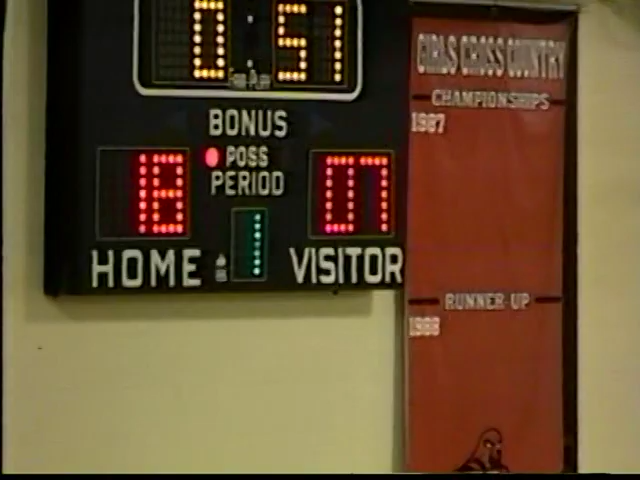 0:51
BONUS
POSS
PERIOD
18
07
HOME
1
VISITOR
GIRLS CROSS COUNTRY
CHAMPIONSHIPS
1987
RUNNER-UP
1988